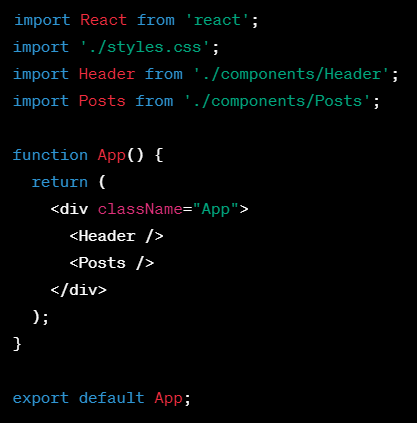 import React from 'react';
import './styles.css';
import Header from './components/Header';
import Posts from './components/Posts';

function App() {
  return (
    <div className="App">
      <Header />
      <Posts />
    </div>
  );
}

export default App;